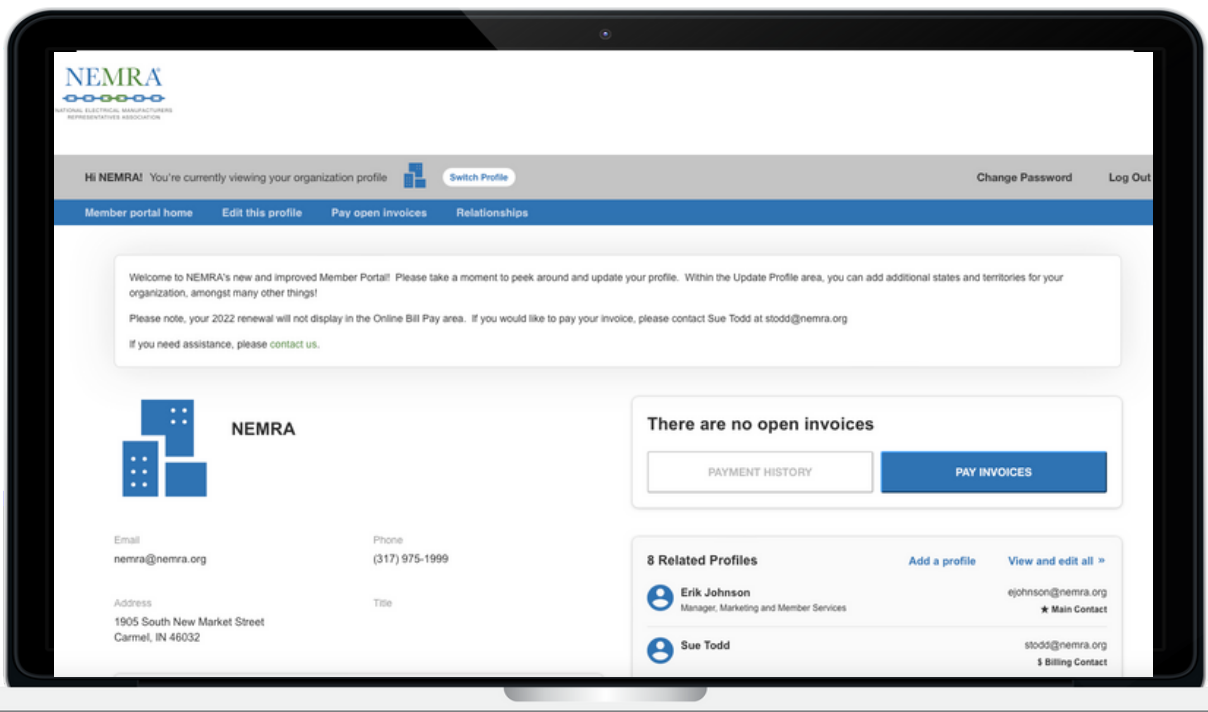 NEMRA
NATIONAL ELECTRICAL MANUFACTURERS
REPRESENTATIVES ASSOCIATION
Hi NEMRA! You're currently viewing your organization profile Switch Profile Change Password Log Out
Member portal home Edit this profile Pay open invoices Relationships
Welcome to NEMRA's new and improved Member Portal! Please take a moment to peek around and update your profile. Within the Update Profile area, you can add additional states and territories for your
organization, amongst many other things!
Please note, your 2022 renewal will not display in the Online Bill Pay area. If you would like to pay your invoice, please contact Sue Todd at stodd@nemra.org
If you need assistance, please contact us.
NEMRA
Email
nemra@nemra.org
Phone
(317) 975-1999
Address
1905 South New Market Street
Carmel, IN 46032
Title
There are no open invoices
PAYMENT HISTORY PAY INVOICES
8 Related Profiles Add a profile View and edit all »
Erik Johnson ejohnson@nemra.org
Manager, Marketing and Member Services ★ Main Contact
Sue Todd stodd@nemra.org
$ Billing Contact